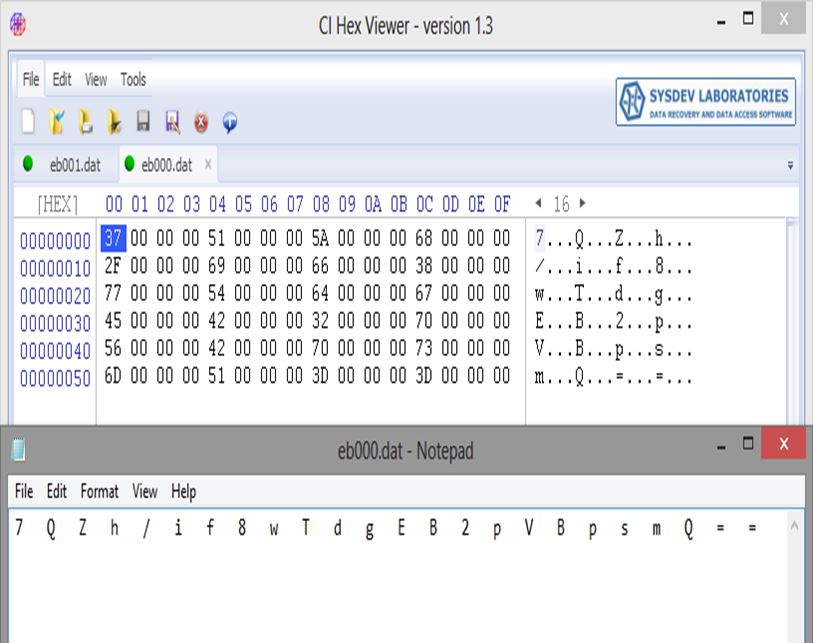 CI Hex Viewer - version 1.3
X
File Edit View Tools
SYSDEV LABORATORIES
DATA RECOVERY AND DATA ACCESS SOFTWARE
eb001.dat eb000.dat ×
[HEX] 00 01 02 03 04 05 06 07 08 09 0A 0B 0C 0D 0E 0F 16
00000000 37 00 00 00 51 00 00 00 5A 00 00 00 68 00 00 00 7...Q...Z...h...
00000010 2F 00 00 00 69 00 00 00 66 00 00 00 38 00 00 00 /...i...f...8...
00000020 77 00 00 00 54 00 00 00 64 00 00 00 67 00 00 00 w...T...d...g...
00000030 45 00 00 00 42 00 00 00 32 00 00 00 70 00 00 00 E...B...2...p...
00000040 56 00 00 00 42 00 00 00 70 00 00 00 73 00 00 00 V...B...p...s...
00000050 6D 00 00 00 51 00 00 00 3D 00 00 00 3D 00 00 00 m...Q...=...=...
eb000.dat - Notepad
X
File Edit Format View Help
7 Q Z h / i f 8 w T d g E B 2 p V B p s m Q = =